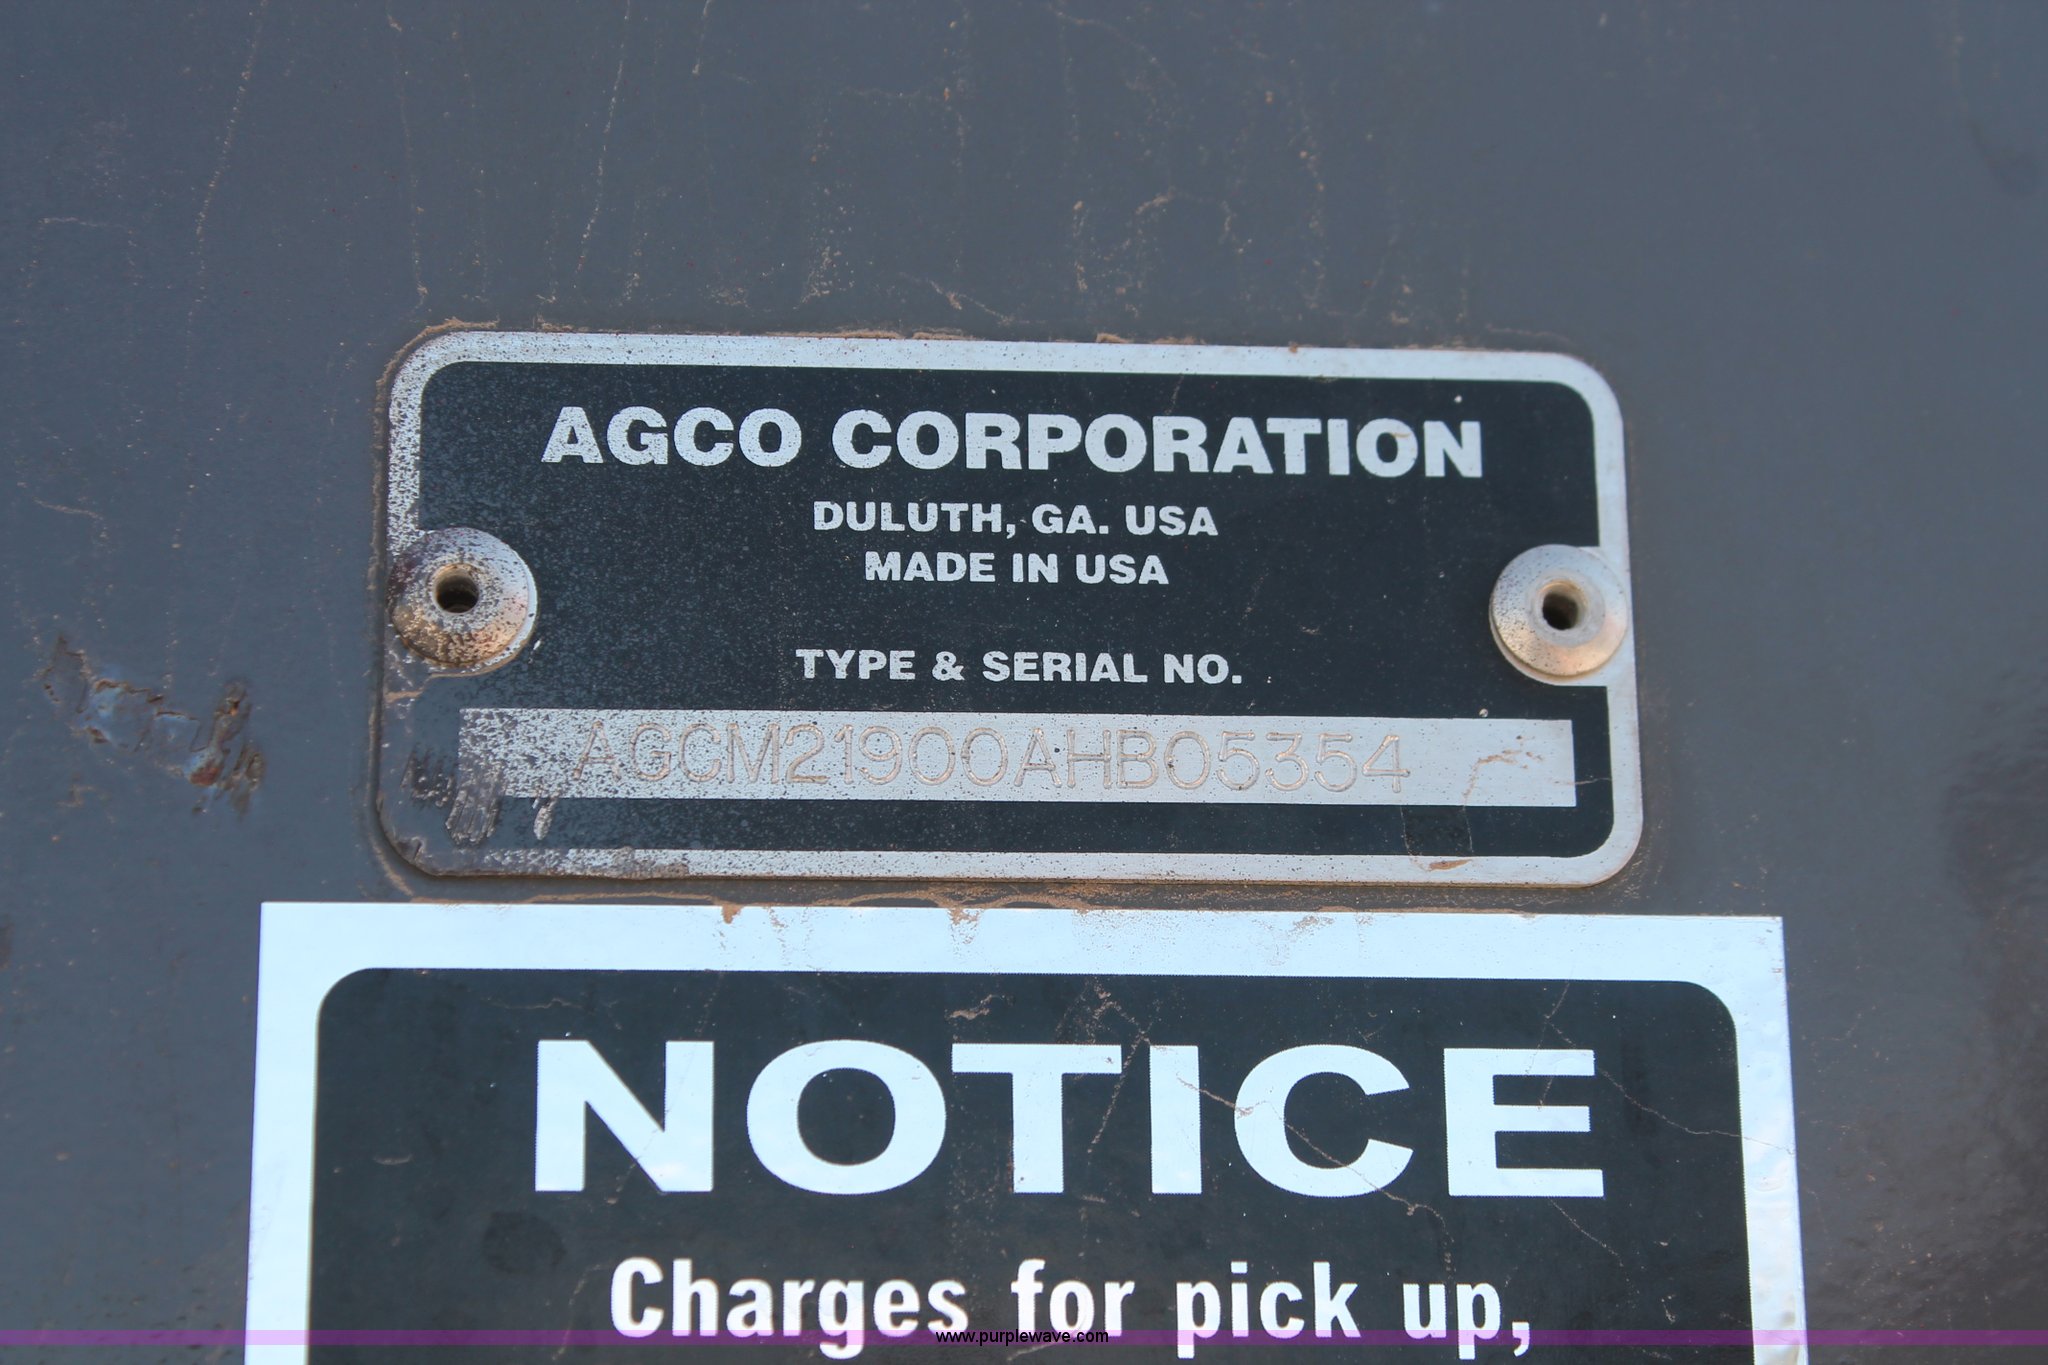 AGCO CORPORATION
DULUTH, GA. USA
MADE IN USA
TYPE & SERIAL NO.
AGCM21900AHB05354
NOTICE
Charges for pick up,
www.purplewave.com